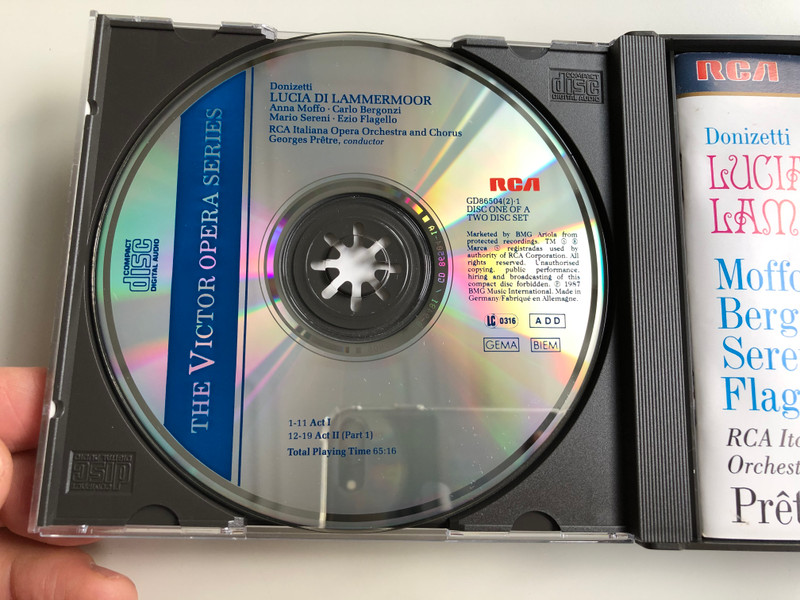 Donizetti
LUCIA DI LAMMERMOOR
Anna Moffo · Carlo Bergonzi
Mario Sereni · Ezio Flagello
RCA Italiana Opera Orchestra and Chorus
Georges Prêtre, conductor
THE VICTOR OPERA SERIES
COMPACT
disc
DIGITAL AUDIO
RCA
GD86504(2)-1
DISC ONE OF A
TWO DISC SET
Marketed by BMG Ariola from
protected recordings. TM ® ®
Marca ® registradas used by
authority of RCA Corporation. All
rights reserved. Unauthorised
copying, public performance,
hiring and broadcasting of this
compact disc forbidden. ℗ 1987
BMG Music International. Made in
Germany/Fabriqué en Allemagne.
LC 0316 ADD
GEMA BIEM
1-11 Act I
12-19 Act II (Part 1)
Total Playing Time 65:16
COMPACT
disc
DIGITAL AUDIO
RCA
Donizetti
LUCIA
LAM
Moffo
Berg
Sere
Flag
RCA Ita
Orchest
Prêt